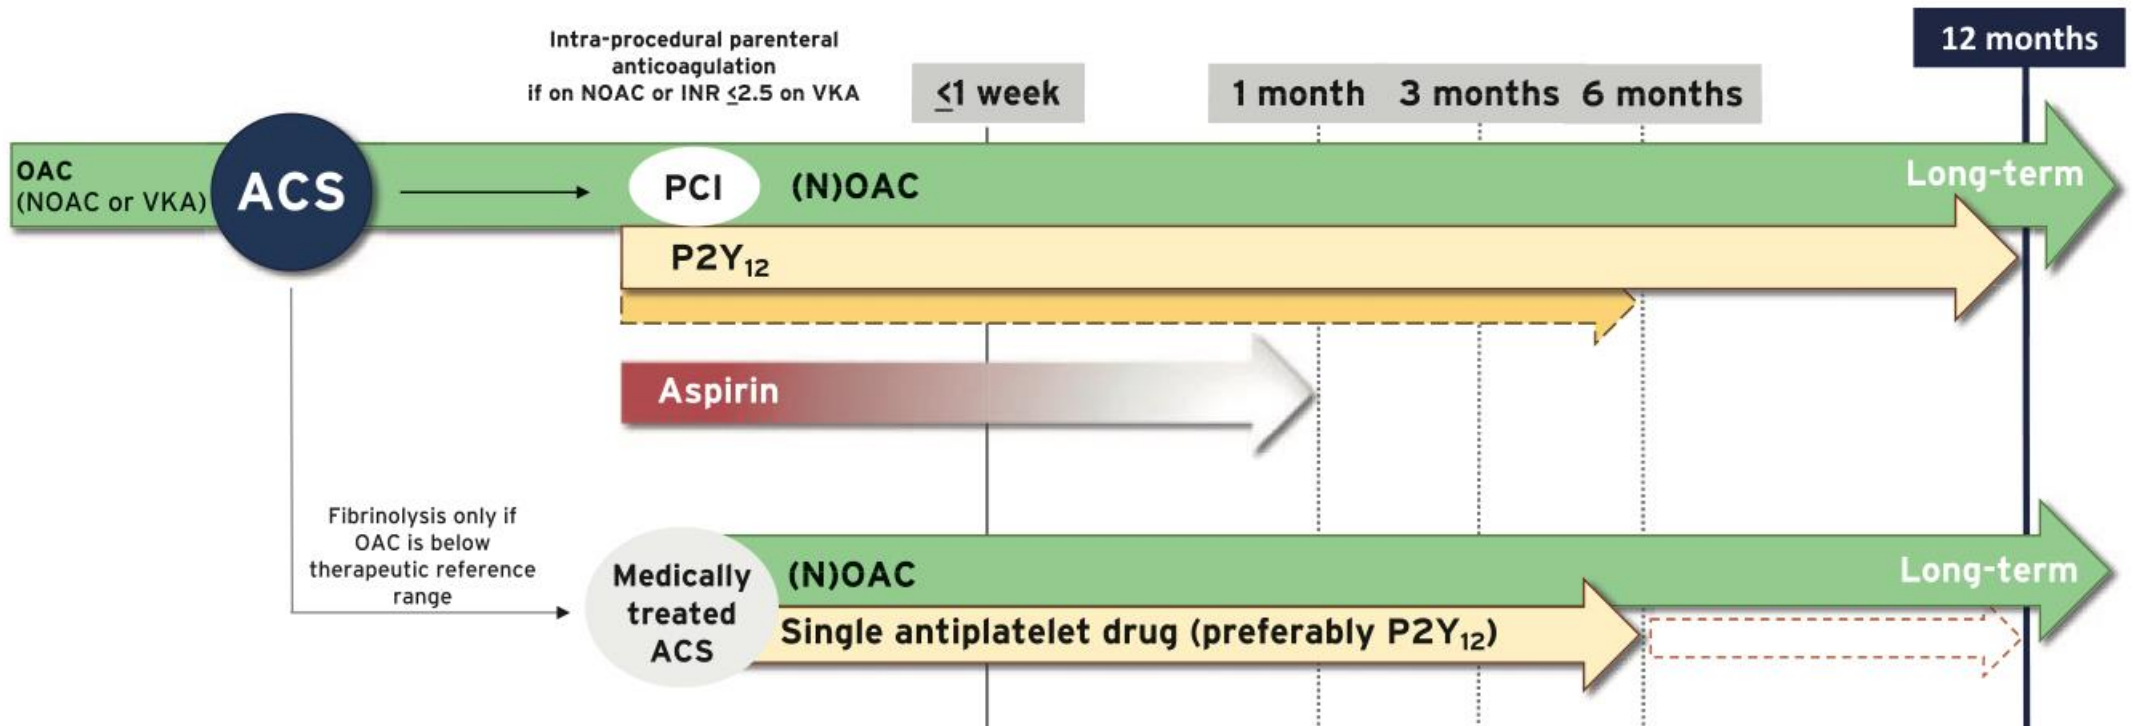 12 months
Intra-procedural parenteral
anticoagulation
if on NOAC or INR ≤2.5 on VKA
≤1 week
1 month 3 months 6 months
OAC
(NOAC or VKA)
ACS
PCI
(N)OAC
Long-term
P2Y₁₂
Aspirin
Fibrinolysis only if
OAC is below
therapeutic reference
range
Medically
treated
ACS
(N)OAC
Long-term
Single antiplatelet drug (preferably P2Y₁₂)